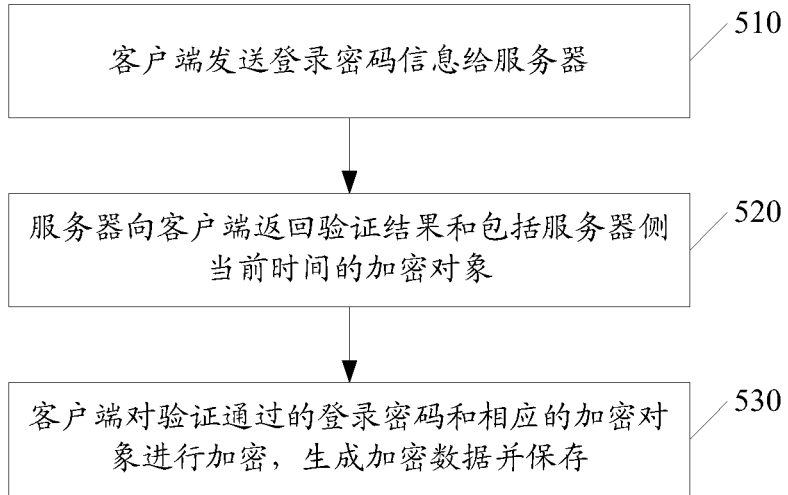 510
客户端发送登录密码信息给服务器
520
服务器向客户端返回验证结果和包括服务器侧
当前时间的加密对象
530
客户端对验证通过的登录密码和相应的加密对
象进行加密，生成加密数据并保存